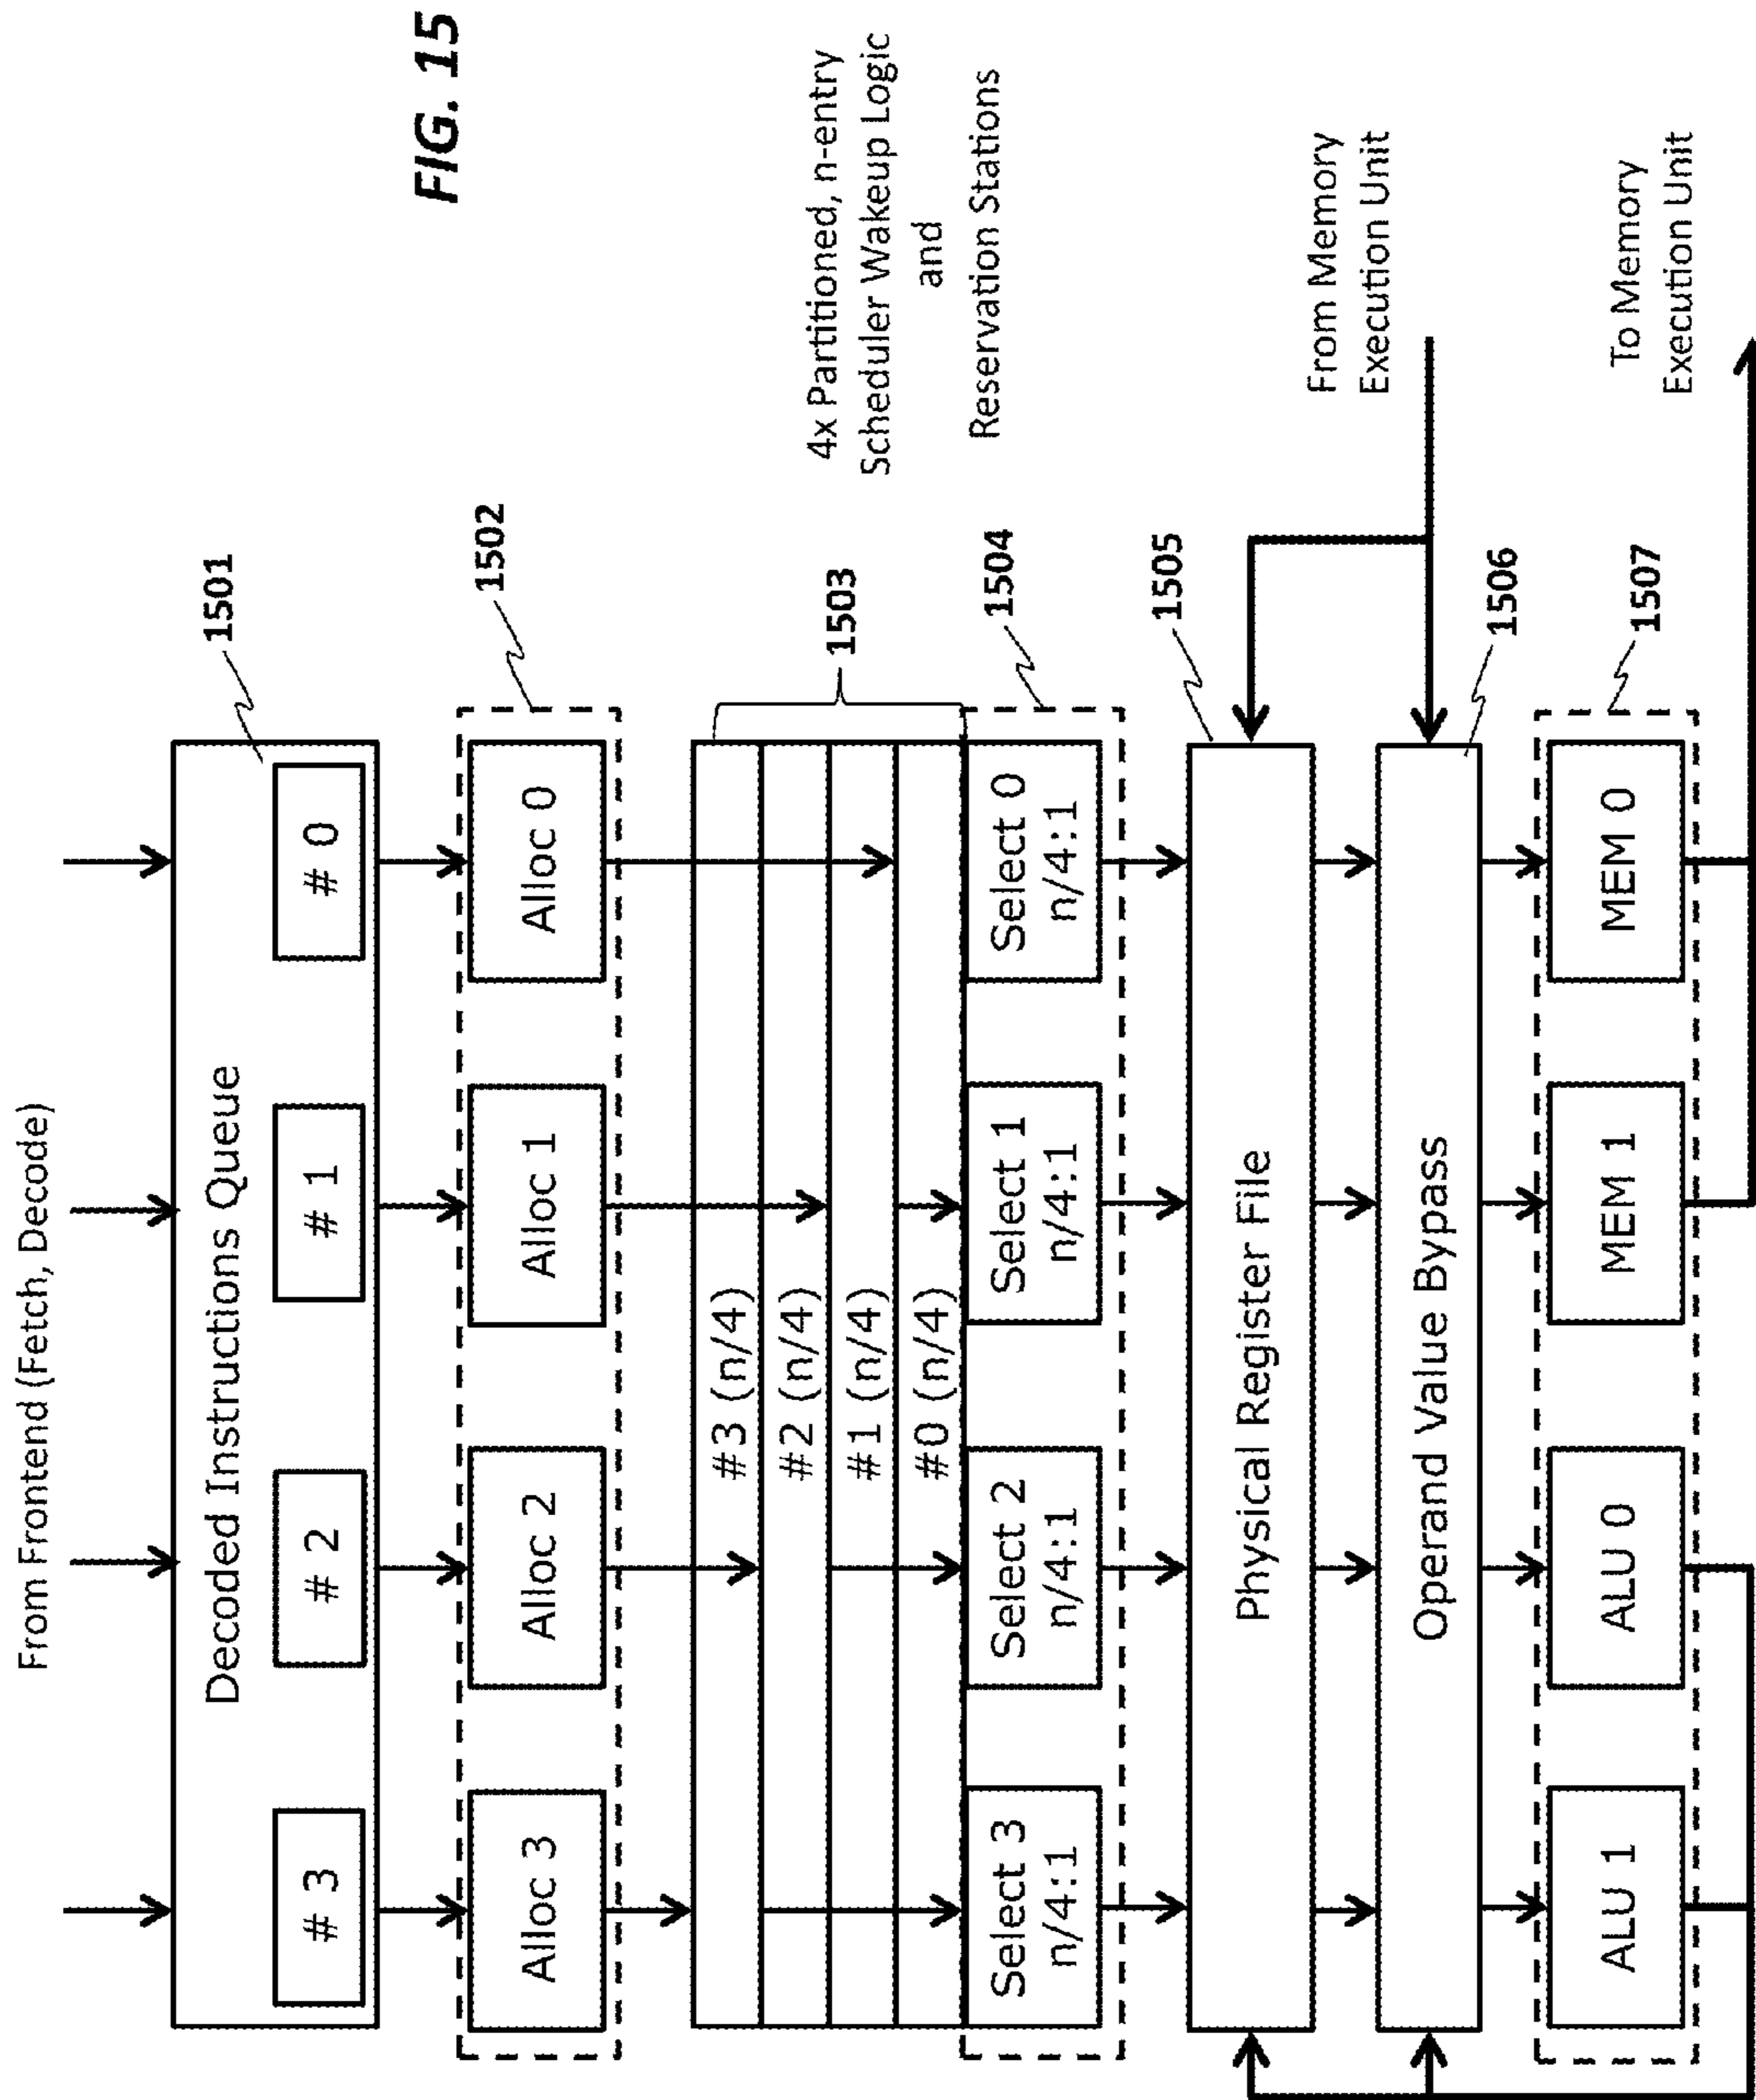 FIG. 15
From Frontend (Fetch, Decode)
Decoded Instructions Queue
1501
# 3
# 2
# 1
# 0
1502
Alloc 3
Alloc 2
Alloc 1
Alloc 0
4x Partitioned, n-entry
Scheduler Wakeup Logic
and
Reservation Stations
1503
#3 (n/4)
#2 (n/4)
#1 (n/4)
#0 (n/4)
1504
Select 3
n/4:1
Select 2
n/4:1
Select 1
n/4:1
Select 0
n/4:1
1505
Physical Register File
From Memory
Execution Unit
Operand Value Bypass
1506
1507
ALU 1
ALU 0
MEM 1
MEM 0
To Memory
Execution Unit